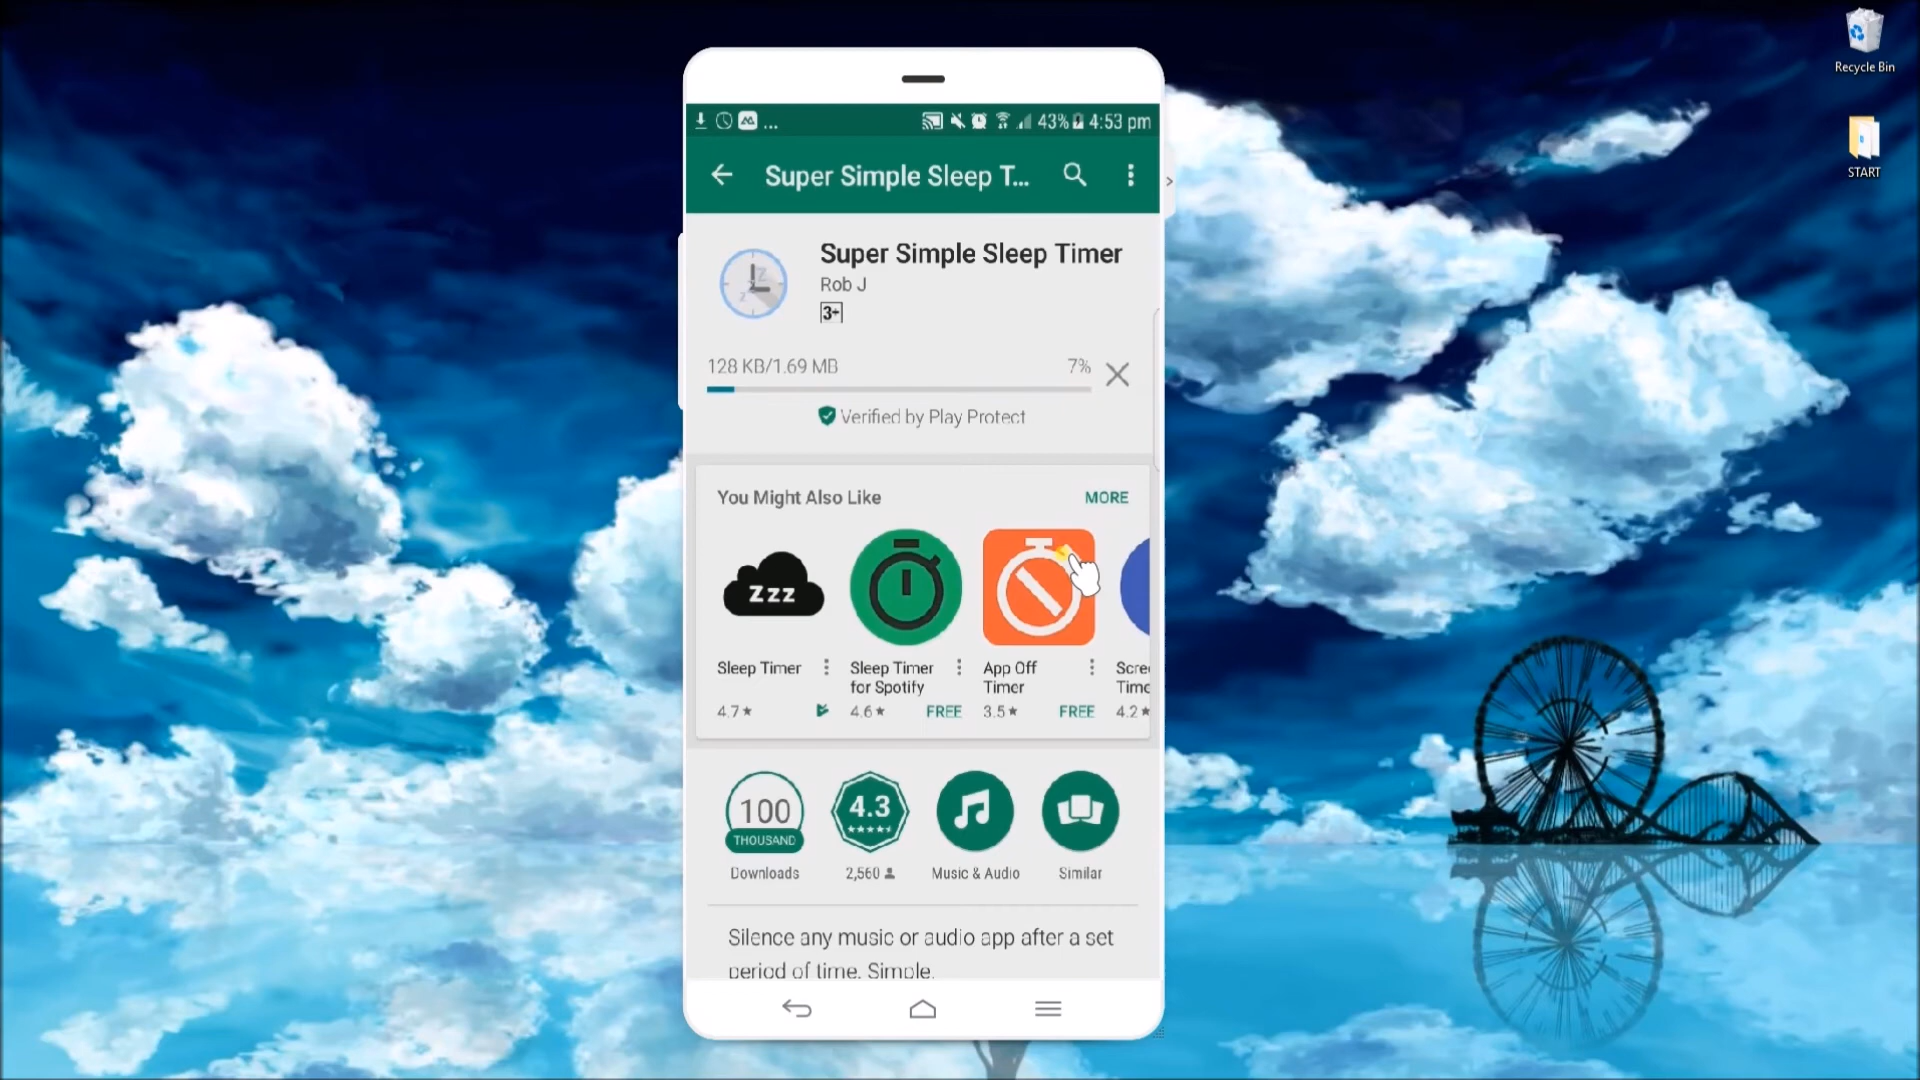 Recycle Bin
START
... 43% 4:53 pm
Super Simple Sleep T...
Super Simple Sleep Timer
Rob J
3+
128 KB/1.69 MB 7%
Verified by Play Protect
You Might Also Like MORE
Zzz
Sleep Timer
4.7★
Sleep Timer
for Spotify
4.6★ FREE
App Off
Timer
3.5★ FREE
Scre
Time
4.2★
100
THOUSAND
Downloads
4.3
2,560
Music & Audio
Similar
Silence any music or audio app after a set
period of time. Simple.